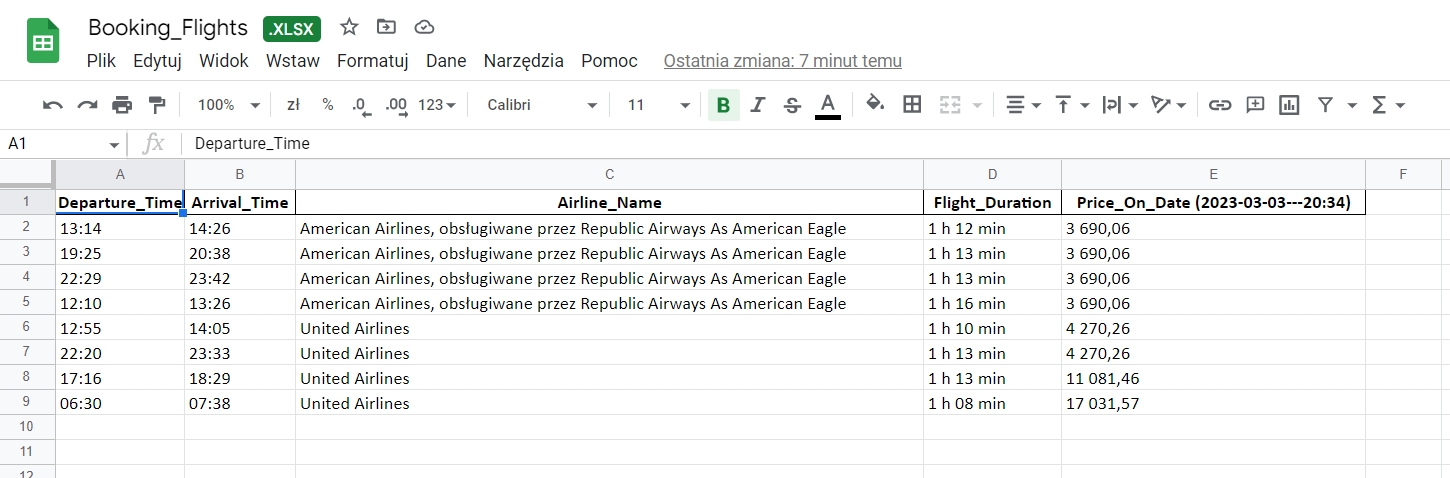 Booking_Flights .XLSX
Plik Edytuj Widok Wstaw Formatuj Dane Narzędzia Pomoc Ostatnia zmiana: 7 minut temu
100% zł % .0 .00 123 Calibri 11 B I S A Σ
A1 fx Departure_Time
A B C D E F
1 Departure_Time Arrival_Time Airline_Name Flight_Duration Price_On_Date (2023-03-03---20:34)
2 13:14 14:26 American Airlines, obsługiwane przez Republic Airways As American Eagle 1 h 12 min 3 690,06
3 19:25 20:38 American Airlines, obsługiwane przez Republic Airways As American Eagle 1 h 13 min 3 690,06
4 22:29 23:42 American Airlines, obsługiwane przez Republic Airways As American Eagle 1 h 13 min 3 690,06
5 12:10 13:26 American Airlines, obsługiwane przez Republic Airways As American Eagle 1 h 16 min 3 690,06
6 12:55 14:05 United Airlines 1 h 10 min 4 270,26
7 22:20 23:33 United Airlines 1 h 13 min 4 270,26
8 17:16 18:29 United Airlines 1 h 13 min 11 081,46
9 06:30 07:38 United Airlines 1 h 08 min 17 031,57
10
11
12